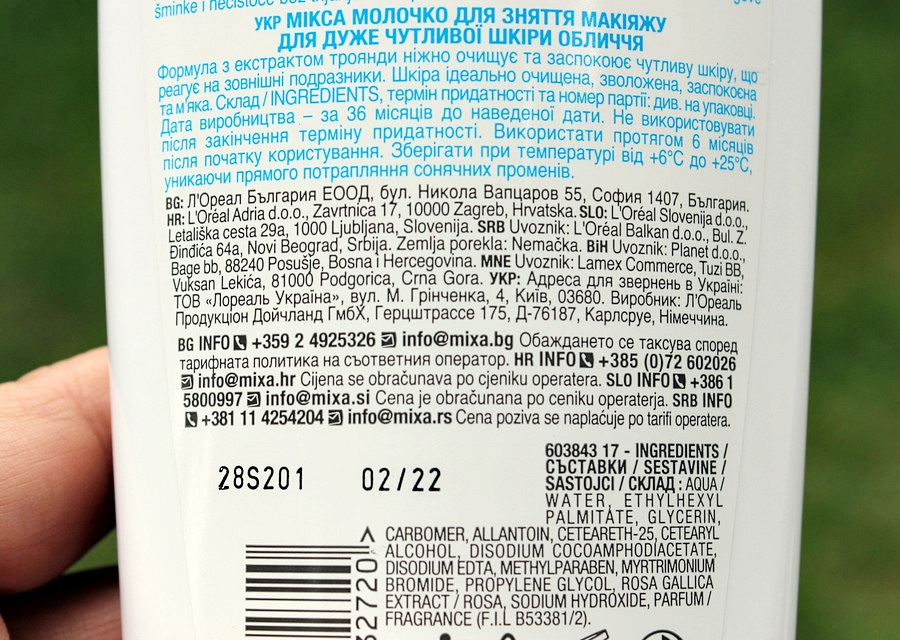 šminke i nečistoće bez
УКР МІКСА МОЛОЧКО ДЛЯ ЗНЯТТЯ МАКІЯЖУ
ДЛЯ ДУЖЕ ЧУТЛИВОЇ ШКІРИ ОБЛИЧЧЯ
Формула з екстрактом троянди ніжно очищує та заспокоює чутливу шкіру, що
реагує на зовнішні подразники. Шкіра ідеально очищена, зволожена, заспокоєна
та м'яка. Склад / INGREDIENTS, термін придатності та номер партії: див. на упаковці.
Дата виробництва – за 36 місяців до наведеної дати. Не використовувати
після закінчення терміну придатності. Використати протягом 6 місяців
після початку користування. Зберігати при температурі від +6°С до +25°С,
уникаючи прямого потрапляння сонячних променів.
BG: Л'Ореал България ЕООД, бул. Никола Вапцаров 55, София 1407, България.
HR: L'Oréal Adria d.o.o., Zavrtnica 17, 10000 Zagreb, Hrvatska. SLO: L'Oréal Slovenija d.o.o.,
Letališka cesta 29a, 1000 Ljubljana, Slovenija. SRB Uvoznik: L'Oréal Balkan d.o.o., Bul. Z.
Đinđića 64a, Novi Beograd, Srbija. Zemlja porekla: Nemačka. BiH Uvoznik: Planet d.o.o.,
Bage bb, 88240 Posušje, Bosna i Hercegovina. MNE Uvoznik: Lamex Commerce, Tuzi BB,
Vuksan Lekića, 81000 Podgorica, Crna Gora. УКР: Адреса для звернень в Україні:
ТОВ «Лореаль Україна», вул. М. Грінченка, 4, Київ, 03680. Виробник: Л'Ореаль
Продукціон Дойчланд ГмбХ, Герцштрассе 175, Д-76187, Карлсруе, Німеччина.
BG INFO +359 2 4925326 info@mixa.bg Обаждането се таксува според
тарифната политика на съответния оператор. HR INFO +385 (0)72 602026
info@mixa.hr Cijena se obračunava po cjeniku operatera. SLO INFO +386 1
5800997 info@mixa.si Cena je obračunana po ceniku operaterja. SRB INFO
+381 11 4254204 info@mixa.rs Cena poziva se naplaćuje po tarifi operatera.
28S201 02/22
603843 17 - INGREDIENTS /
СЪСТАВКИ / SESTAVINE /
SASTOJCI / СКЛАД : AQUA /
WATER, ETHYLHEXYL
PALMITATE, GLYCERIN,
CARBOMER, ALLANTOIN, CETEARETH-25, CETEARYL
ALCOHOL, DISODIUM COCOAMPHODIACETATE,
DISODIUM EDTA, METHYLPARABEN, MYRTRIMONIUM
BROMIDE, PROPYLENE GLYCOL, ROSA GALLICA
EXTRACT / ROSA, SODIUM HYDROXIDE, PARFUM /
FRAGRANCE (F.I.L B53381/2).
32720